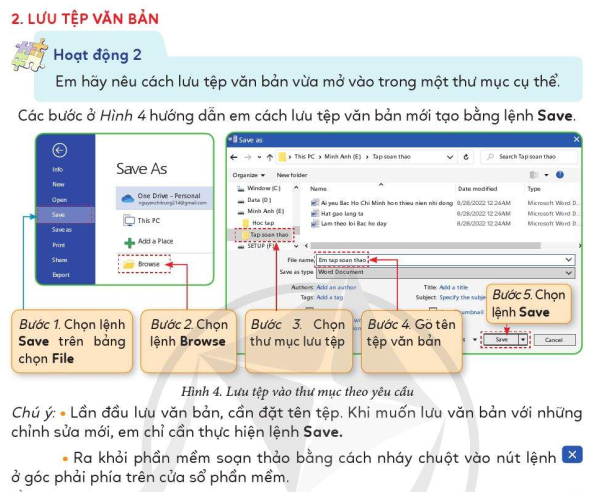 2. LƯU TỆP VĂN BẢN
Hoạt động 2
Em hãy nêu cách lưu tệp văn bản vừa mở vào trong một thư mục cụ thể.
Các bước ở Hình 4 hướng dẫn em cách lưu tệp văn bản mới tạo bằng lệnh Save.
Info
New
Open
Save
Save as
Print
Share
Export
Save As
One Drive - Personal
This PC
Add a Place
Browse
Save as
This PC > Minh Anh (E) > Tap soan thao
Search Tap soan thao
Organize New folder
Window (C)
Data (D)
Minh Anh (E)
Hoc tap
Tap soan thao
SETUP (F)
Name Date modified Type
Ai yeu Bac Ho Chi Minh hon thieu nien nhi dong 8/28/2022 12:24AM Microsoft Word D...
Hat gao lang ta 8/28/2022 12:24AM Microsoft Word D...
Lam theo loi Bac ho day 8/28/2022 12:24AM Microsoft Word D...
File name: Em tap soan thao
Save as type: Word Document
Authors: Add an author Title: Add a title
Tags: Add a tag Subject: Specify the subje
Save Cancel
Bước 1. Chọn lệnh
Save trên bảng
chọn File
Bước 2. Chọn
lệnh Browse
Bước 3. Chọn
thư mục lưu tệp
Bước 4. Gõ tên
tệp văn bản
Bước 5. Chọn
lệnh Save
Hình 4. Lưu tệp vào thư mục theo yêu cầu
Chú ý: • Lần đầu lưu văn bản, cần đặt tên tệp. Khi muốn lưu văn bản với những
chỉnh sửa mới, em chỉ cần thực hiện lệnh Save.
• Ra khỏi phần mềm soạn thảo bằng cách nháy chuột vào nút lệnh
ở góc phải phía trên cửa sổ phần mềm.